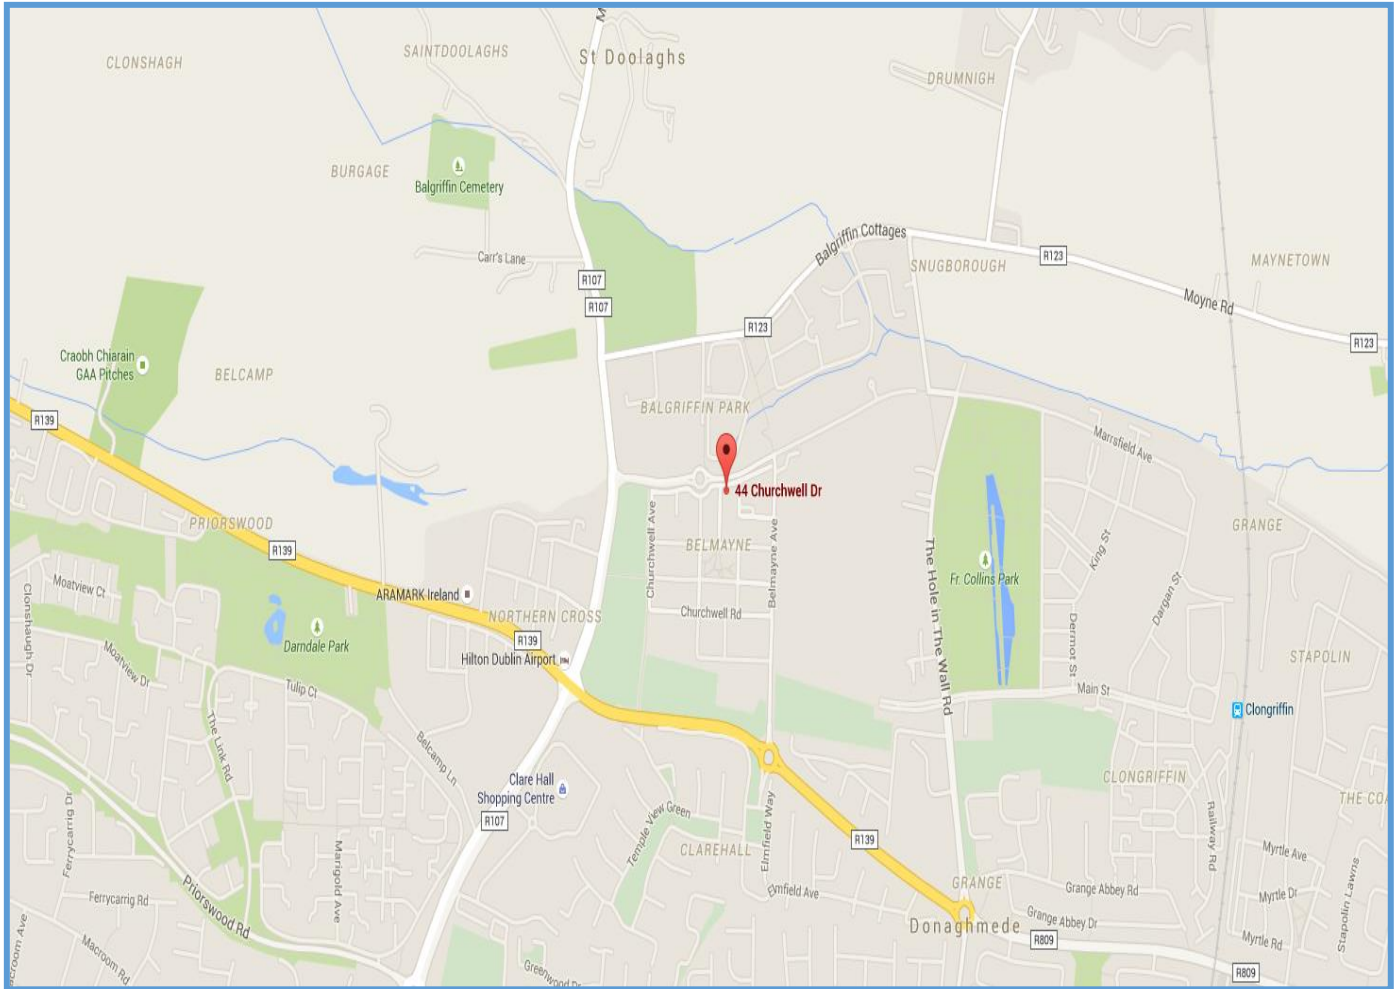 M
CLONSHAGH
SAINTDOOLAGHS
St Doolaghs
DRUMNIGH
BURGAGE
Balgriffin Cemetery
Carr's Lane
Balgriffin Cottages
SNUGBOROUGH
R123
MAYNETOWN
R107
R107
Moyne Rd
R123
R123
Craobh Chiarain
GAA Pitches
BELCAMP
BALGRIFFIN PARK
R139
Marrsfield Ave
44 Churchwell Dr
PRIORSWOOD
R139
Churchwell Ave
BELMAYNE
Belmayne Ave
The Hole in The Wall Rd
Fr. Collins Park
King St
Dargan St
GRANGE
Clonshaugh Dr
Moatview Ct
ARAMARK Ireland
NORTHERN CROSS
Churchwell Rd
Dermot St
Darndale Park
R139
Moatview Dr
Hilton Dublin Airport
STAPOLIN
Tulip Ct
Main St
Clongriffin
The Link Rd
Belcamp Ln
Clare Hall
Shopping Centre
R107
CLONGRIFFIN
THE COA
Ferrycarrig Dr
Marigold Ave
Temple View Green
CLAREHALL
Elmfield Way
R139
Railway Rd
Myrtle Ave
Ferrycarrig Rd
Priorswood Rd
Elmfield Ave
GRANGE
Grange Abbey Rd
Myrtle Dr
Stapolin Lawns
Donaghmede
Grange Abbey Dr
R809
Myrtle Rd
acroom Ave
Macroom Rd
Greenwood Dr
R809